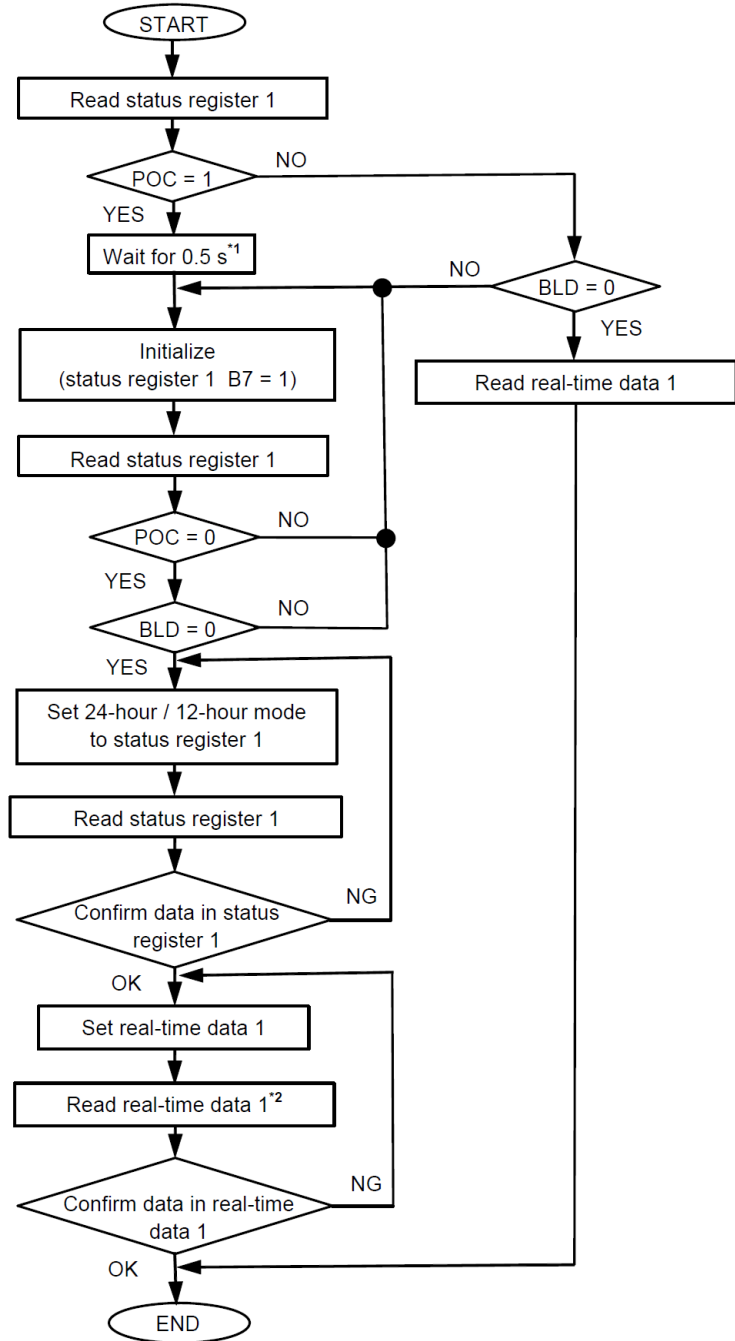 START
Read status register 1
POC = 1
NO
YES
Wait for 0.5 s*1
NO
BLD = 0
YES
Initialize
(status register 1 B7 = 1)
Read real-time data 1
Read status register 1
POC = 0
NO
YES
BLD = 0
NO
YES
Set 24-hour / 12-hour mode
to status register 1
Read status register 1
Confirm data in status
register 1
NG
OK
Set real-time data 1
Read real-time data 1*2
Confirm data in real-time
data 1
NG
OK
END